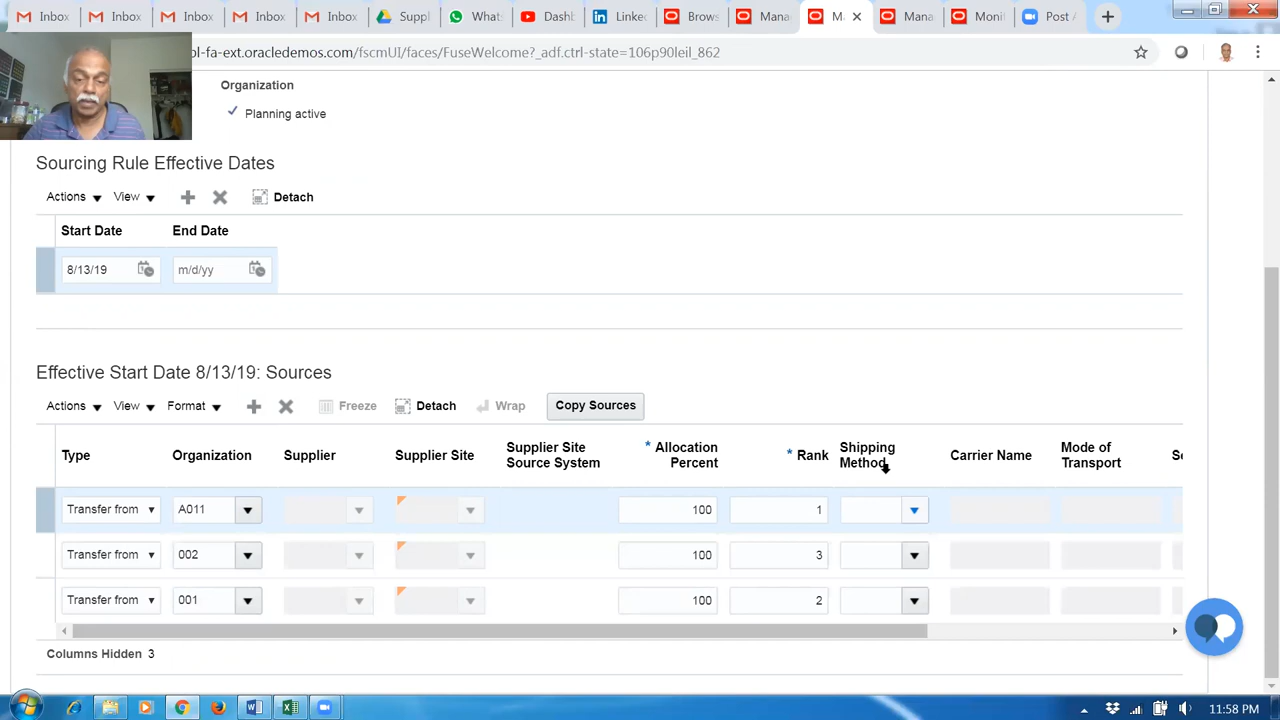 Inbox
Inbox
Inbox
Inbox
Inbox
Suppl
What
Dash
Linke
Brow
Mana
Ma
Mana
Moni
Post A
ol-fa-ext.oracledemos.com/fscmUI/faces/FuseWelcome?_adf.ctrl-state=106p90leil_862
Organization
Planning active
Sourcing Rule Effective Dates
Actions View Detach
Start Date End Date
8/13/19 m/d/yy
Effective Start Date 8/13/19: Sources
Actions View Format Freeze Detach Wrap Copy Sources
Type Organization Supplier Supplier Site Supplier Site Source System * Allocation Percent * Rank Shipping Method Carrier Name Mode of Transport
Transfer from A011 100 1
Transfer from 002 100 3
Transfer from 001 100 2
Columns Hidden 3
11:58 PM